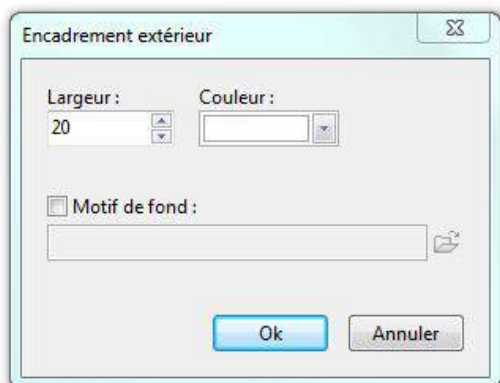 Encadrement extérieur
Largeur : Couleur :
20
Motif de fond :
Ok Annuler